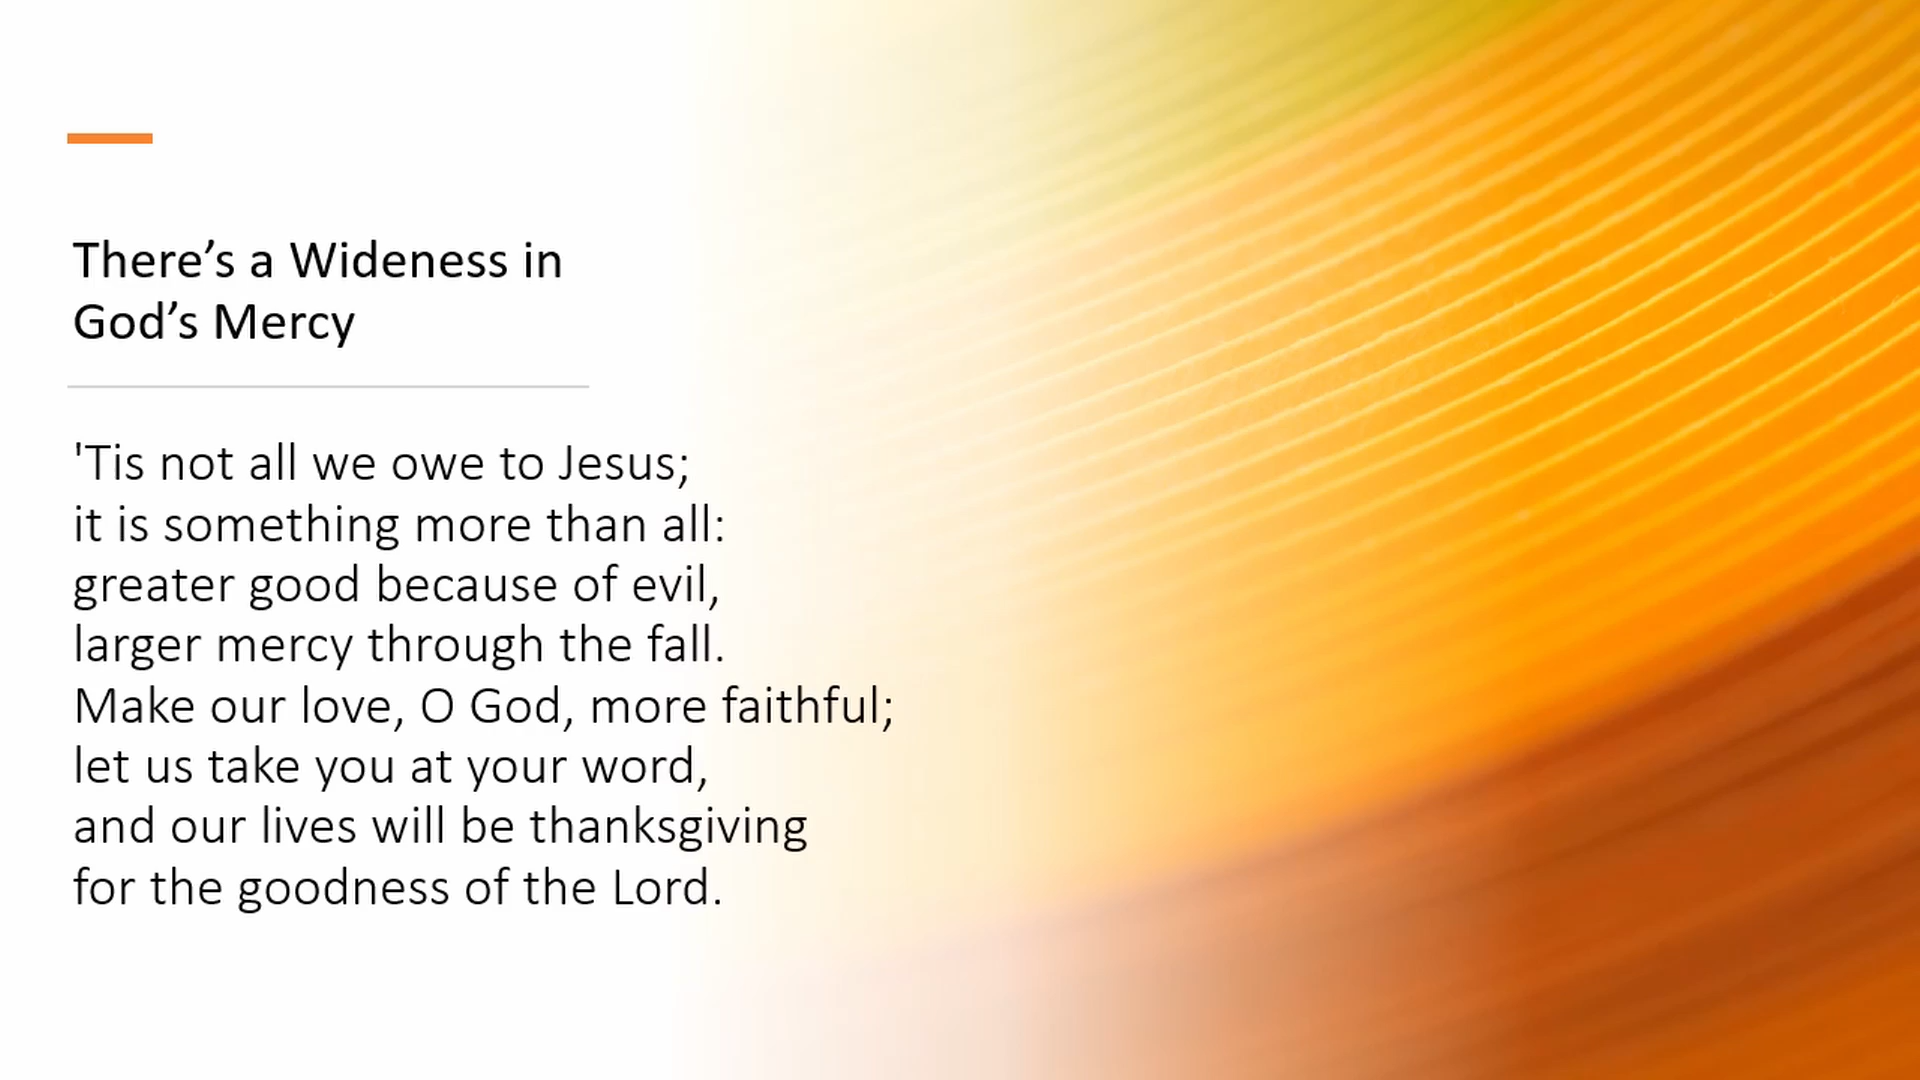 There’s a Wideness in
God’s Mercy
'Tis not all we owe to Jesus;
it is something more than all:
greater good because of evil,
larger mercy through the fall.
Make our love, O God, more faithful;
let us take you at your word,
and our lives will be thanksgiving
for the goodness of the Lord.